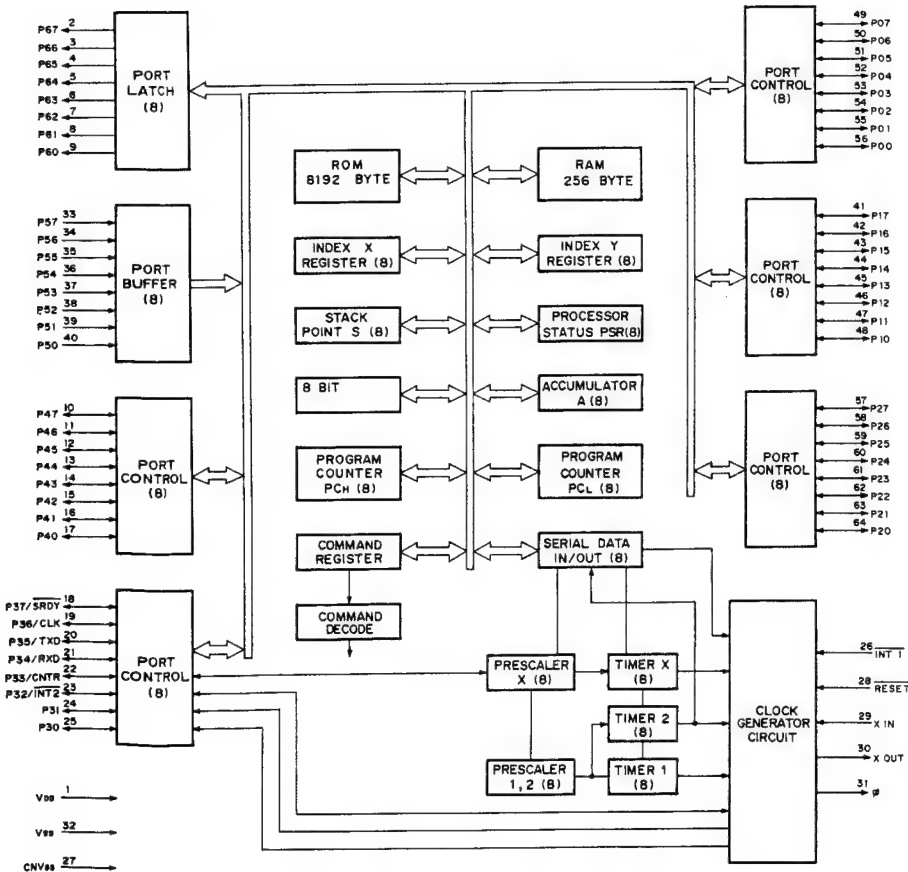 P67 2
P66 3
P65 4
P64 5
P63 6
P62 7
P61 8
P60 9
PORT
LATCH
(8)
P57 33
P56 34
P55 35
P54 36
P53 37
P52 38
P51 39
P50 40
PORT
BUFFER
(8)
P47 10
P46 11
P45 12
P44 13
P43 14
P42 15
P41 16
P40 17
PORT
CONTROL
(8)
P37/SRDY 18
P36/CLK 19
P35/TXD 20
P34/RXD 21
P33/CNTR 22
P32/INT2 23
P31 24
P30 25
PORT
CONTROL
(8)
VDD 1
VSS 32
CNVSS 27
ROM
8192 BYTE
RAM
256 BYTE
INDEX X
REGISTER (8)
INDEX Y
REGISTER (8)
STACK
POINT S (8)
PROCESSOR
STATUS PSR(8)
8 BIT
ACCUMULATOR
A (8)
PROGRAM
COUNTER
PCH (8)
PROGRAM
COUNTER
PCL (8)
COMMAND
REGISTER
SERIAL DATA
IN/OUT (8)
COMMAND
DECODE
PRESCALER
X (8)
TIMER X
(8)
TIMER 2
(8)
PRESCALER
1,2 (8)
TIMER 1
(8)
CLOCK
GENERATOR
CIRCUIT
PORT
CONTROL
(8)
49 P07
50 P06
51 P05
52 P04
53 P03
54 P02
55 P01
56 P00
PORT
CONTROL
(8)
41 P17
42 P16
43 P15
44 P14
45 P13
46 P12
47 P11
48 P10
PORT
CONTROL
(8)
57 P27
58 P26
59 P25
60 P24
61 P23
62 P22
63 P21
64 P20
26 INT 1
28 RESET
29 X IN
30 X OUT
31 ø